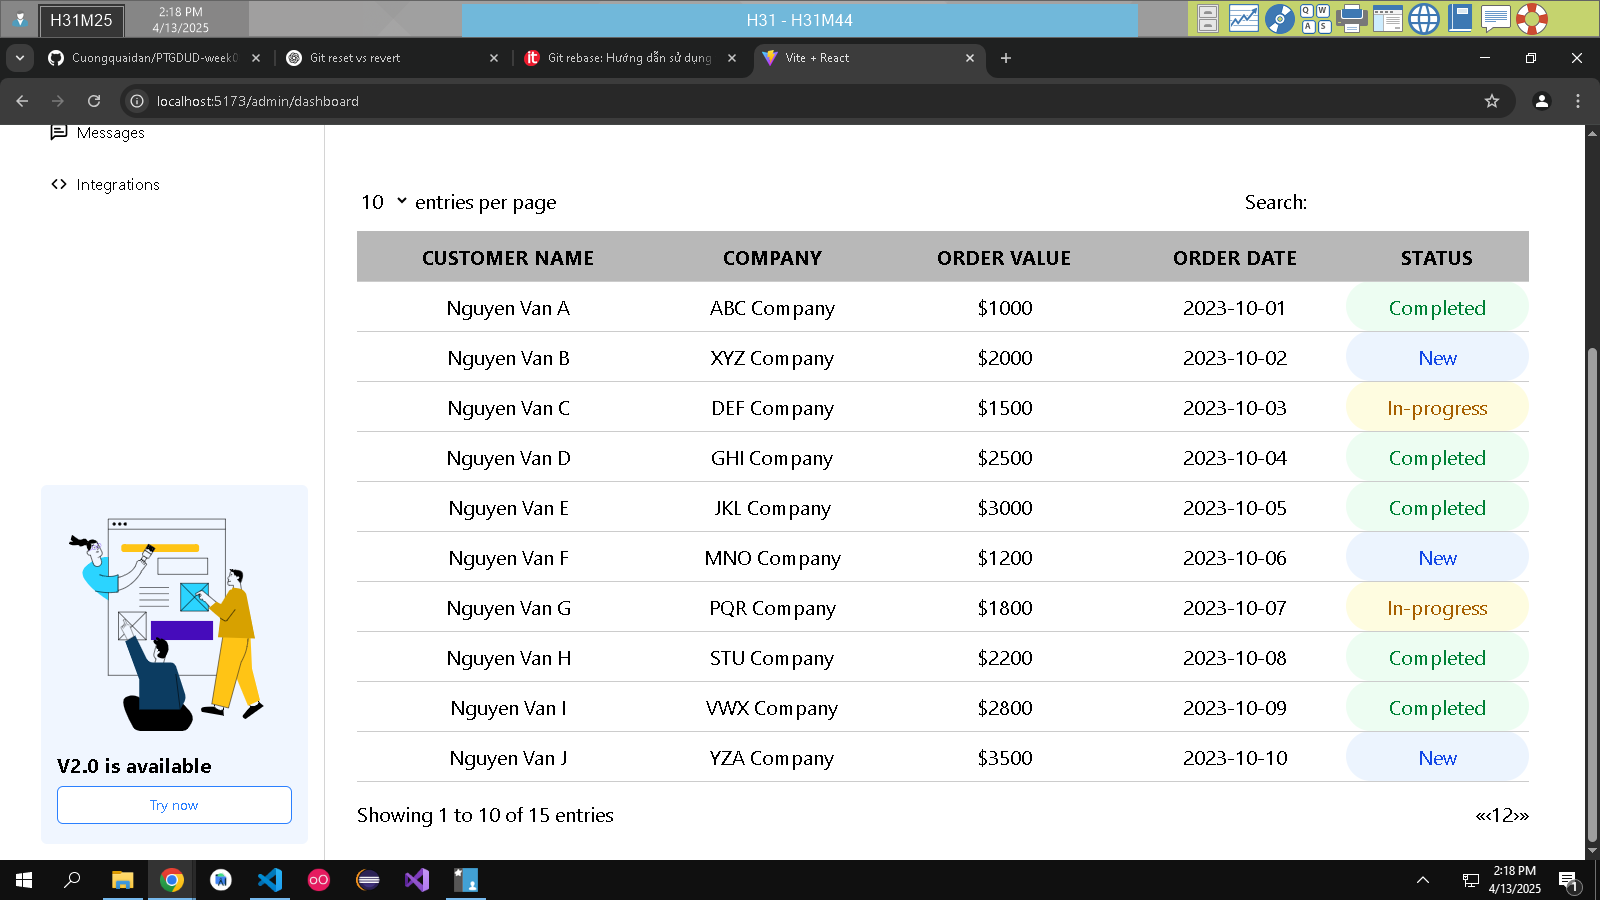 H31M25
2:18 PM
4/13/2025
H31 - H31M44
Q W
A S
Cuongquaidan/PTGDUD-week0
Git reset vs revert
it
Git rebase: Hướng dẫn sử dụng
Vite + React
localhost:5173/admin/dashboard
Messages
Integrations
10 entries per page
Search:
CUSTOMER NAME COMPANY ORDER VALUE ORDER DATE STATUS
Nguyen Van A ABC Company $1000 2023-10-01 Completed
Nguyen Van B XYZ Company $2000 2023-10-02 New
Nguyen Van C DEF Company $1500 2023-10-03 In-progress
Nguyen Van D GHI Company $2500 2023-10-04 Completed
Nguyen Van E JKL Company $3000 2023-10-05 Completed
Nguyen Van F MNO Company $1200 2023-10-06 New
Nguyen Van G PQR Company $1800 2023-10-07 In-progress
Nguyen Van H STU Company $2200 2023-10-08 Completed
Nguyen Van I VWX Company $2800 2023-10-09 Completed
Nguyen Van J YZA Company $3500 2023-10-10 New
V2.0 is available
Try now
Showing 1 to 10 of 15 entries
«‹12›»
2:18 PM
4/13/2025
1